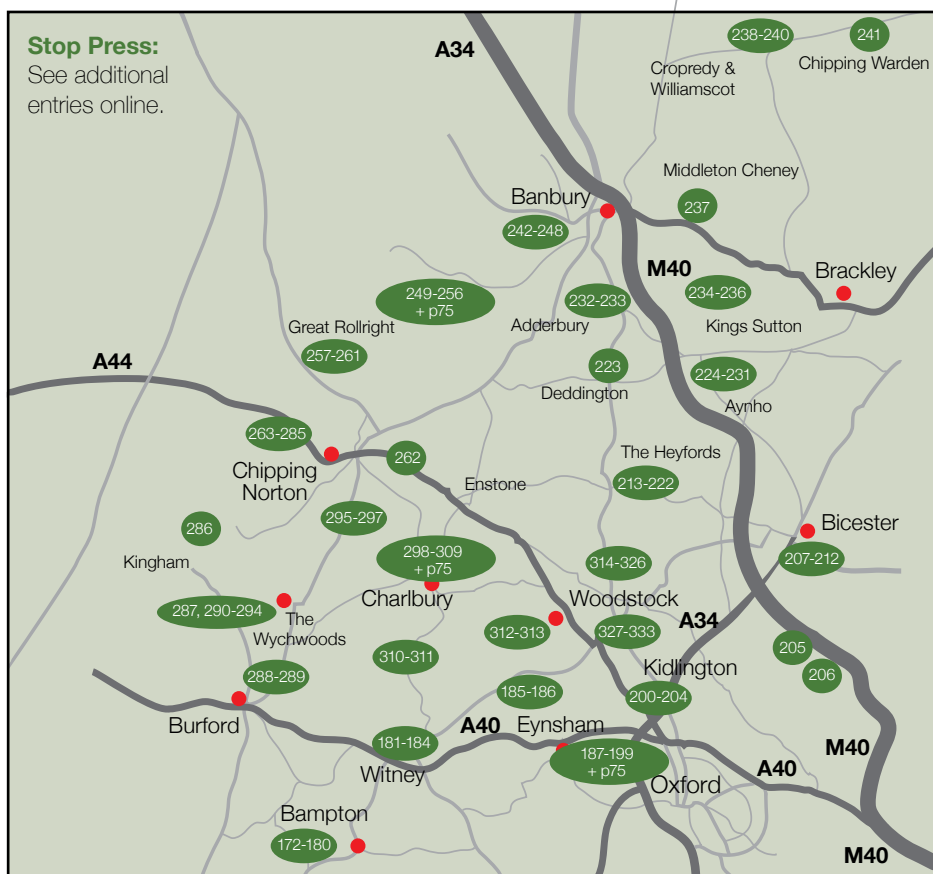 Stop Press:
See additional
entries online.
A34
238-240
241
Cropredy &
Williamscot
Chipping Warden
Middleton Cheney
237
Banbury
242-248
M40
Brackley
249-256
+ p75
232-233
234-236
Adderbury
Kings Sutton
Great Rollright
257-261
A44
223
Deddington
224-231
Aynho
263-285
Chipping
Norton
262
Enstone
The Heyfords
213-222
286
Kingham
295-297
Bicester
207-212
298-309
+ p75
Charlbury
314-326
287, 290-294
The
Wychwoods
Woodstock
312-313
327-333
A34
310-311
205
206
288-289
Burford
Kidlington
200-204
185-186
A40
Eynsham
181-184
Witney
187-199
+ p75
Oxford
A40
M40
Bampton
172-180
M40